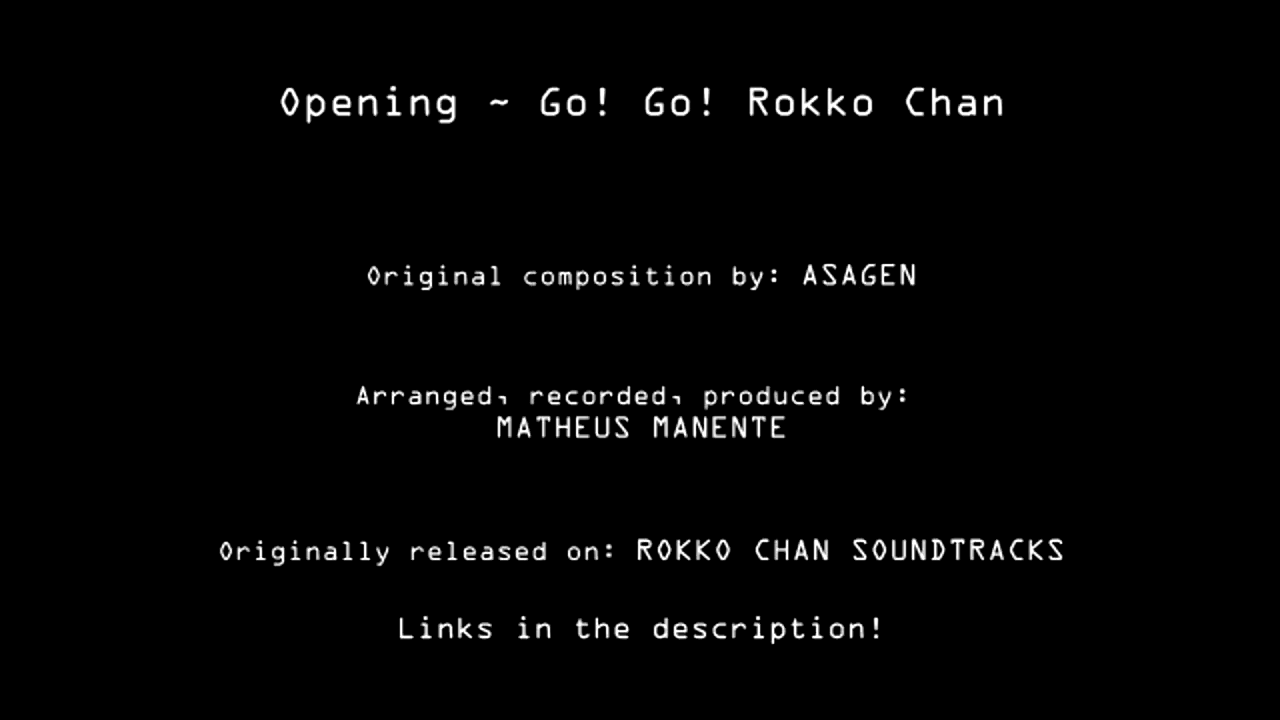 Opening ~ Go! Go! Rokko Chan
Original composition by: ASAGEN
Arranged, recorded, produced by:
MATHEUS MANENTE
Originally released on: ROKKO CHAN SOUNDTRACKS
Links in the description!